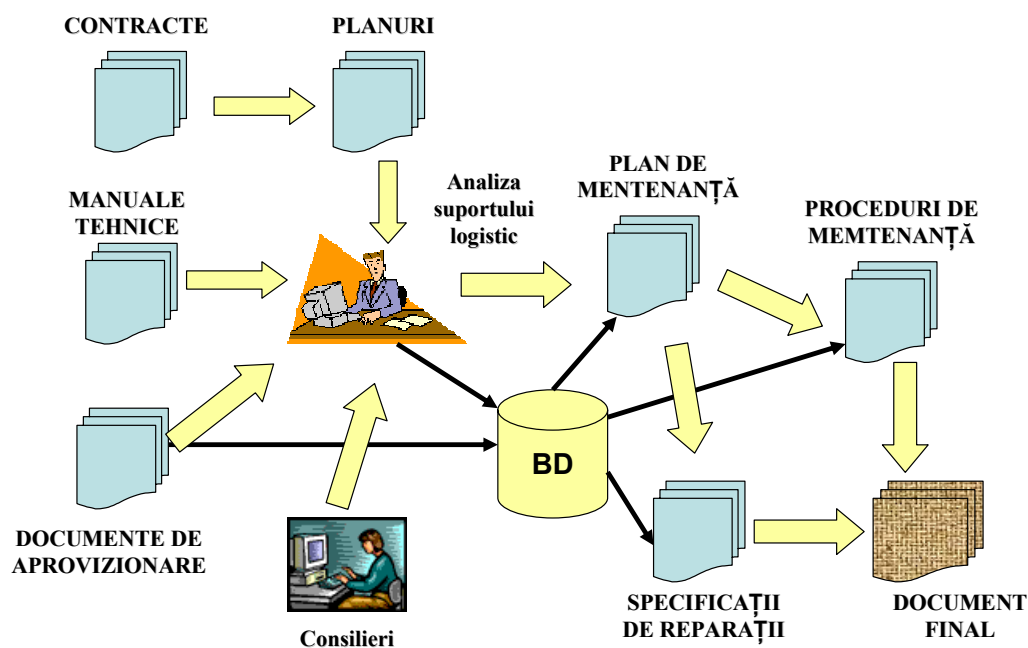 CONTRACTE
PLANURI
MANUALE
TEHNICE
Analiza
suportului
logistic
PLAN DE
MENTENANȚĂ
PROCEDURI DE
MEMTENANȚĂ
BD
DOCUMENTE DE
APROVIZIONARE
Consilieri
SPECIFICAȚII
DE REPARAȚII
DOCUMENT
FINAL